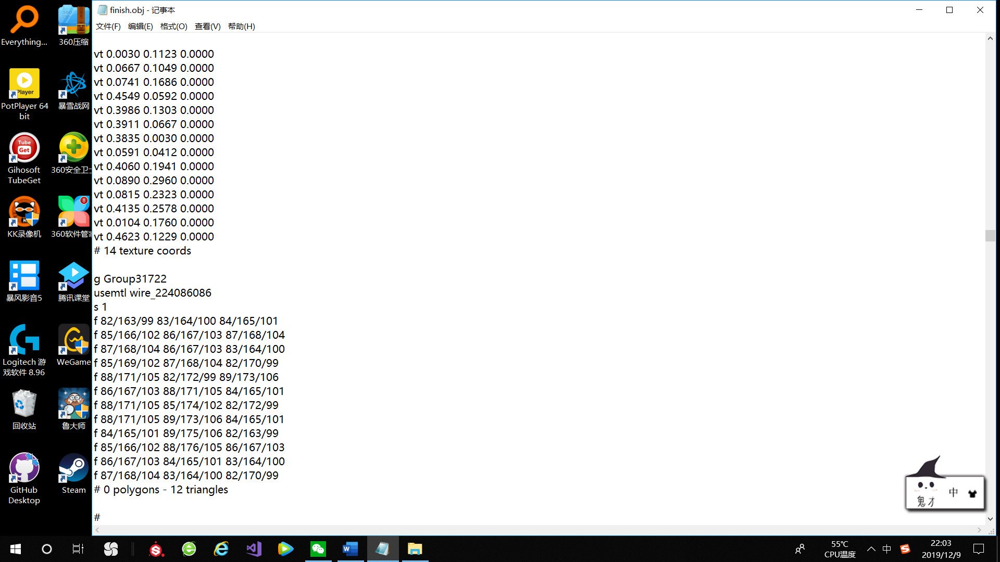 finish.obj - 记事本
文件(F) 编辑(E) 格式(O) 查看(V) 帮助(H)
vt 0.0030 0.1123 0.0000
vt 0.0667 0.1049 0.0000
vt 0.0741 0.1686 0.0000
vt 0.4549 0.0592 0.0000
vt 0.3986 0.1303 0.0000
vt 0.3911 0.0667 0.0000
vt 0.3835 0.0030 0.0000
vt 0.0591 0.0412 0.0000
vt 0.4060 0.1941 0.0000
vt 0.0890 0.2960 0.0000
vt 0.0815 0.2323 0.0000
vt 0.4135 0.2578 0.0000
vt 0.0104 0.1760 0.0000
vt 0.4623 0.1229 0.0000
# 14 texture coords
g Group31722
usemtl wire_224086086
s 1
f 82/163/99 83/164/100 84/165/101
f 85/166/102 86/167/103 87/168/104
f 87/168/104 86/167/103 83/164/100
f 85/169/102 87/168/104 82/170/99
f 88/171/105 82/172/99 89/173/106
f 86/167/103 88/171/105 84/165/101
f 88/171/105 85/174/102 82/172/99
f 88/171/105 89/173/106 84/165/101
f 84/165/101 89/175/106 82/163/99
f 85/166/102 88/176/105 86/167/103
f 86/167/103 84/165/101 83/164/100
f 87/168/104 83/164/100 82/170/99
# 0 polygons - 12 triangles
#
Everything...
360压缩
Player
PotPlayer 64
bit
暴雪战网
Tube
Get
Gihosoft
TubeGet
360安全卫士
KK录像机
8
360软件管家
暴风影音5
腾讯课堂
Logitech 游
戏软件 8.96
WeGame
回收站
鲁大师
GitHub
Desktop
Steam
鬼才
中
55℃
CPU温度
中
22:03
2019/12/9